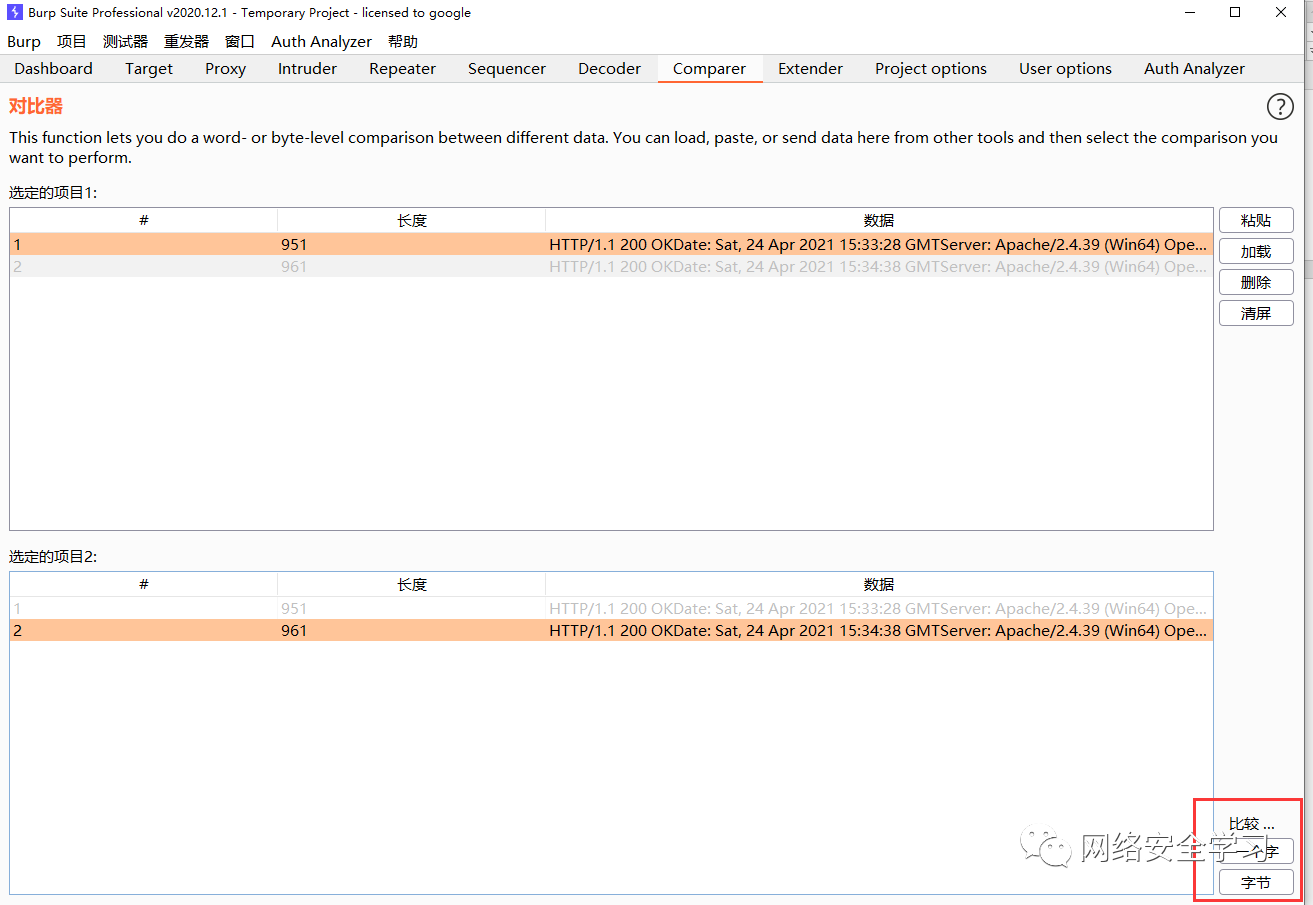 Burp Suite Professional v2020.12.1 - Temporary Project - licensed to google
Burp 项目 测试器 重发器 窗口 Auth Analyzer 帮助
Dashboard Target Proxy Intruder Repeater Sequencer Decoder Comparer Extender Project options User options Auth Analyzer
对比器
?
This function lets you do a word- or byte-level comparison between different data. You can load, paste, or send data here from other tools and then select the comparison you
want to perform.
选定的项目1:
# 长度 数据
粘贴
1 951 HTTP/1.1 200 OKDate: Sat, 24 Apr 2021 15:33:28 GMTServer: Apache/2.4.39 (Win64) Ope...
加载
2 961 HTTP/1.1 200 OKDate: Sat, 24 Apr 2021 15:34:38 GMTServer: Apache/2.4.39 (Win64) Ope...
删除
清屏
选定的项目2:
# 长度 数据
1 951 HTTP/1.1 200 OKDate: Sat, 24 Apr 2021 15:33:28 GMTServer: Apache/2.4.39 (Win64) Ope...
2 961 HTTP/1.1 200 OKDate: Sat, 24 Apr 2021 15:34:38 GMTServer: Apache/2.4.39 (Win64) Ope...
比较 ...
网络安全学习
一个字
字节